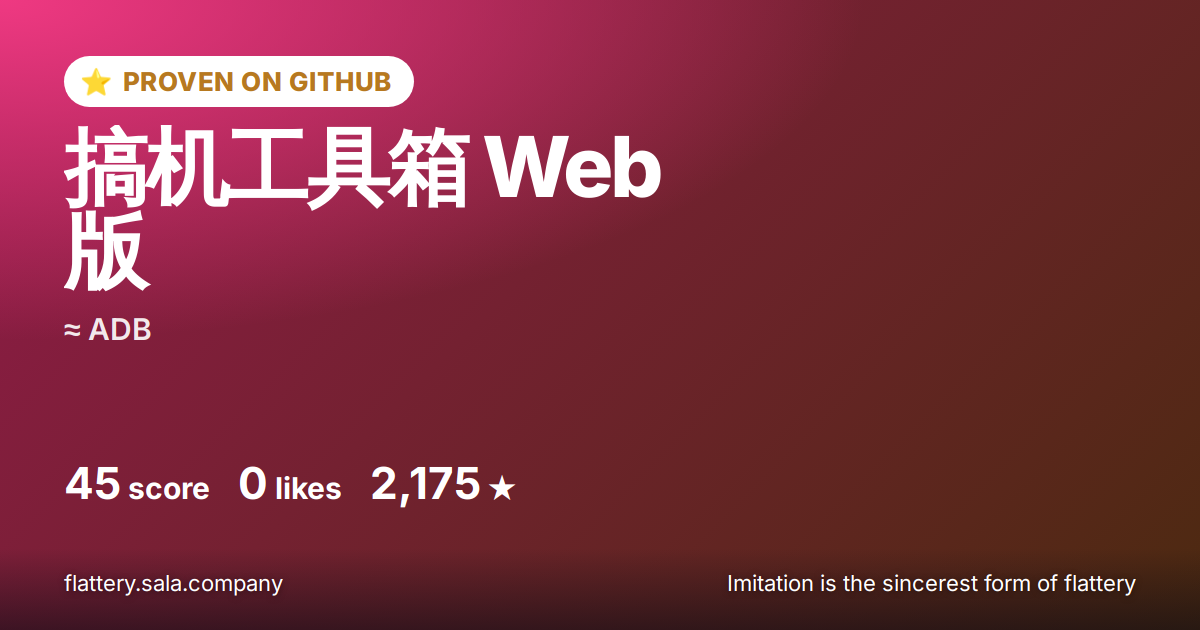 ⭐ PROVEN ON GITHUB
搞机工具箱 Web
版
≈ ADB
45 score 0 likes 2,175 ★
flattery.sala.company
Imitation is the sincerest form of flattery